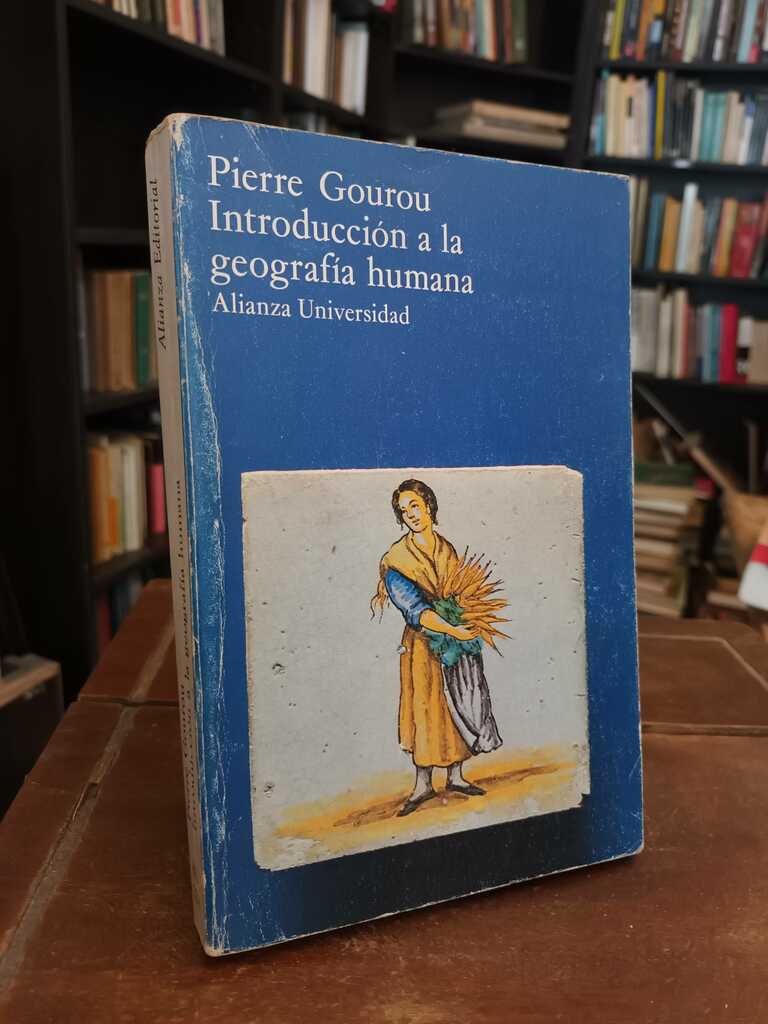 Pierre Gourou
Introducción a la
geografía humana
Alianza Universidad
Alianza Editorial